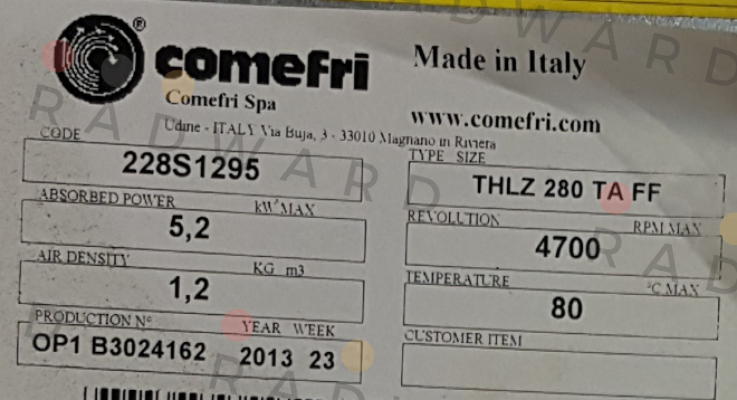 ®
comefri
Made in Italy
Comefri Spa
www.comefri.com
Udine - ITALY Via Buja, 3 - 33010 Magnano in Riviera
CODE
228S1295
TYPE SIZE
THLZ 280 TA FF
ABSORBED POWER kW MAX
5,2
REVOLUTION RPM MAX
4700
AIR DENSITY KG m3
1,2
TEMPERATURE °C MAX
80
PRODUCTION N° YEAR WEEK
OP1 B3024162 2013 23
CUSTOMER ITEM
RADWARD
RADWARD